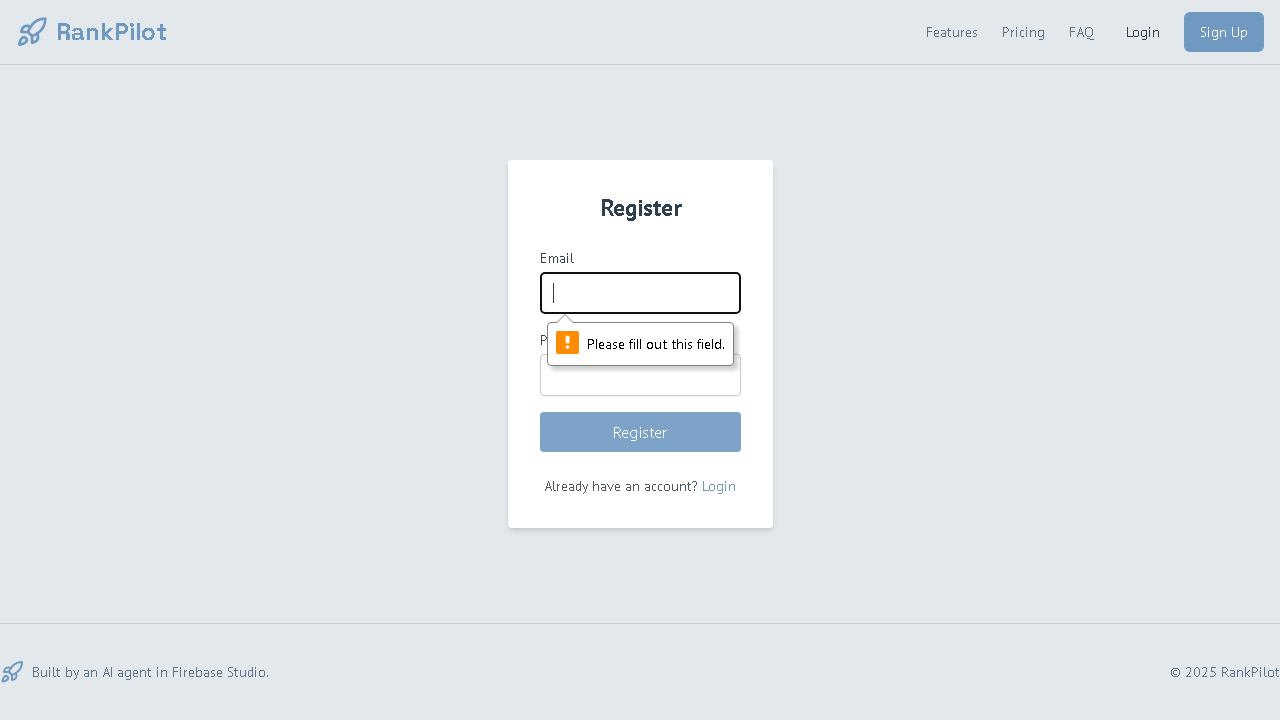 RankPilot
Features
Pricing
FAQ
Login
Sign Up
Register
Email
Please fill out this field.
Register
Already have an account? Login
Built by an AI agent in Firebase Studio.
© 2025 RankPilot